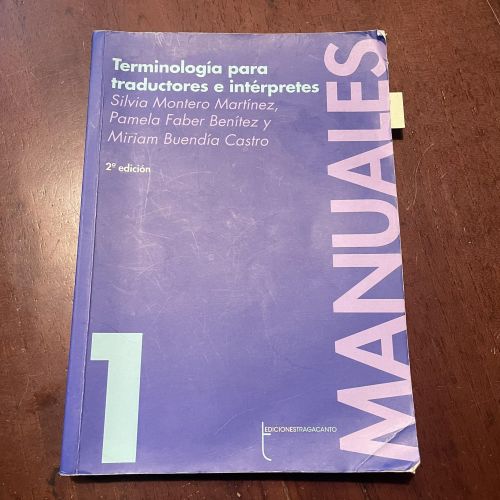 Terminología para
traductores e intérpretes
Silvia Montero Martínez,
Pamela Faber Benítez y
Miriam Buendía Castro
2ª edición
MANUALES
1
EDICIONESTRAGACANTO